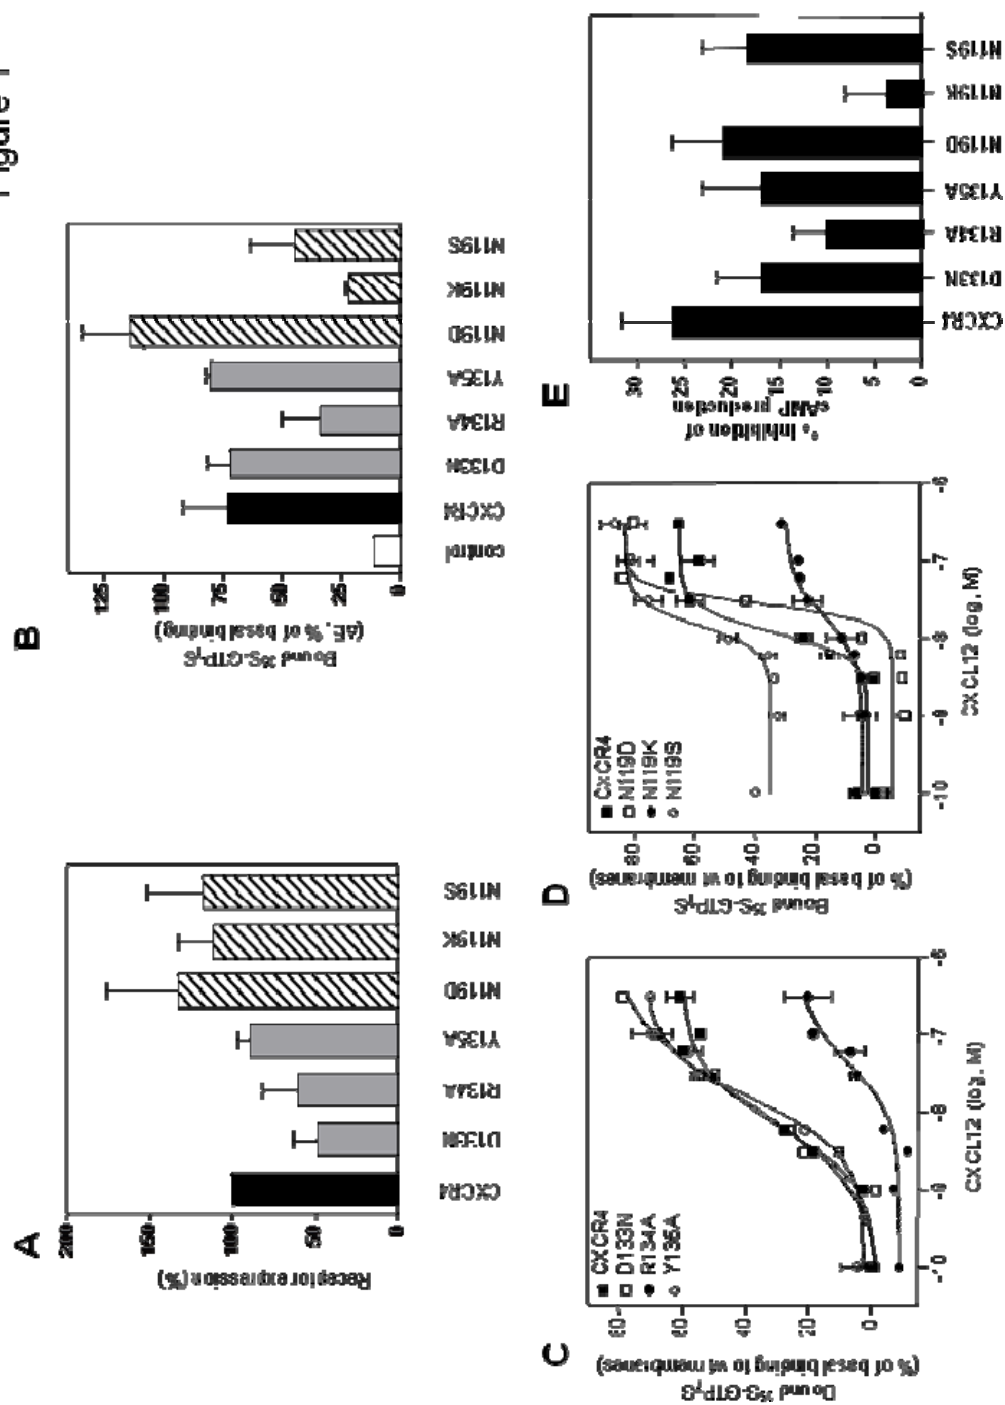 Figure 1
A
Receptor expression (%)
200
150
100
50
0
CXCR4
D133N
R134A
Y135A
N119D
N119K
N119S
B
Bound ³⁵S-GTPγS
(ΔE, % of basal binding)
125
100
75
50
25
0
control
CXCR4
D133N
R134A
Y135A
N119D
N119K
N119S
C
Bound ³⁵S-GTPγS
(% of basal binding to wt membranes)
80
60
40
20
0
CXCR4
D133N
R134A
Y135A
-10
-9
-8
-7
-6
CXCL12 (log, M)
D
Bound ³⁵S-GTPγS
(% of basal binding to wt membranes)
80
60
40
20
0
CXCR4
N119D
N119K
N119S
-10
-9
-8
-7
-6
CXCL12 (log, M)
E
% Inhibition of
cAMP production
30
25
20
15
10
5
0
CXCR4
D133N
R134A
Y135A
N119D
N119K
N119S